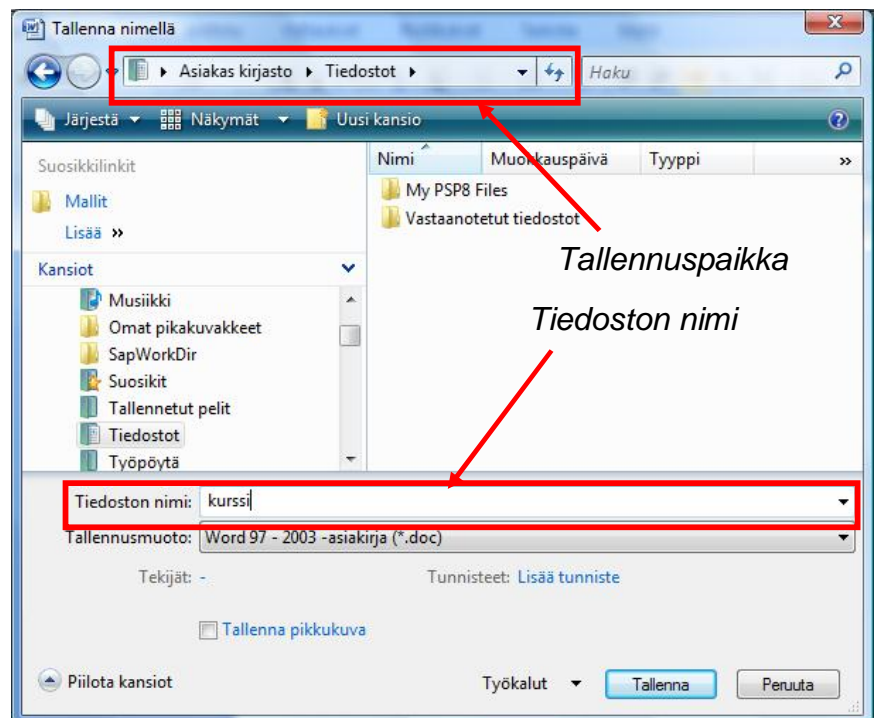 Tallenna nimellä
Asiakas kirjasto ▸ Tiedostot ▸
Haku
Järjestä
Näkymät
Uusi kansio
Suosikkilinkit
Mallit
Lisää »
Kansiot
Musiikki
Omat pikakuvakkeet
SapWorkDir
Suosikit
Tallennetut pelit
Tiedostot
Työpöytä
Nimi Muokkauspäivä Tyyppi »
My PSP8 Files
Vastaanotetut tiedostot
Tallennuspaikka
Tiedoston nimi
Tiedoston nimi: kurssi
Tallennusmuoto: Word 97 - 2003 -asiakirja (*.doc)
Tekijät: - Tunnisteet: Lisää tunniste
Tallenna pikkukuva
Piilota kansiot Työkalut Tallenna Peruuta